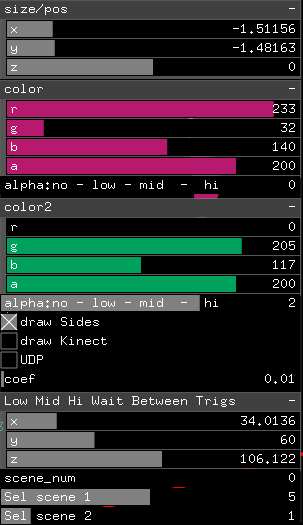 size/pos -
x -1.51156
y -1.48163
z 0
color -
r 233
g 32
b 140
a 200
alpha:no - low - mid - hi 0
color2 -
r 0
g 205
b 117
a 200
alpha:no - low - mid - hi 2
draw Sides
draw Kinect
UDP
coef 0.01
Low Mid Hi Wait Between Trigs -
x 34.0136
y 60
z 106.122
scene_num 0
Sel scene 1 5
Sel scene 2 1